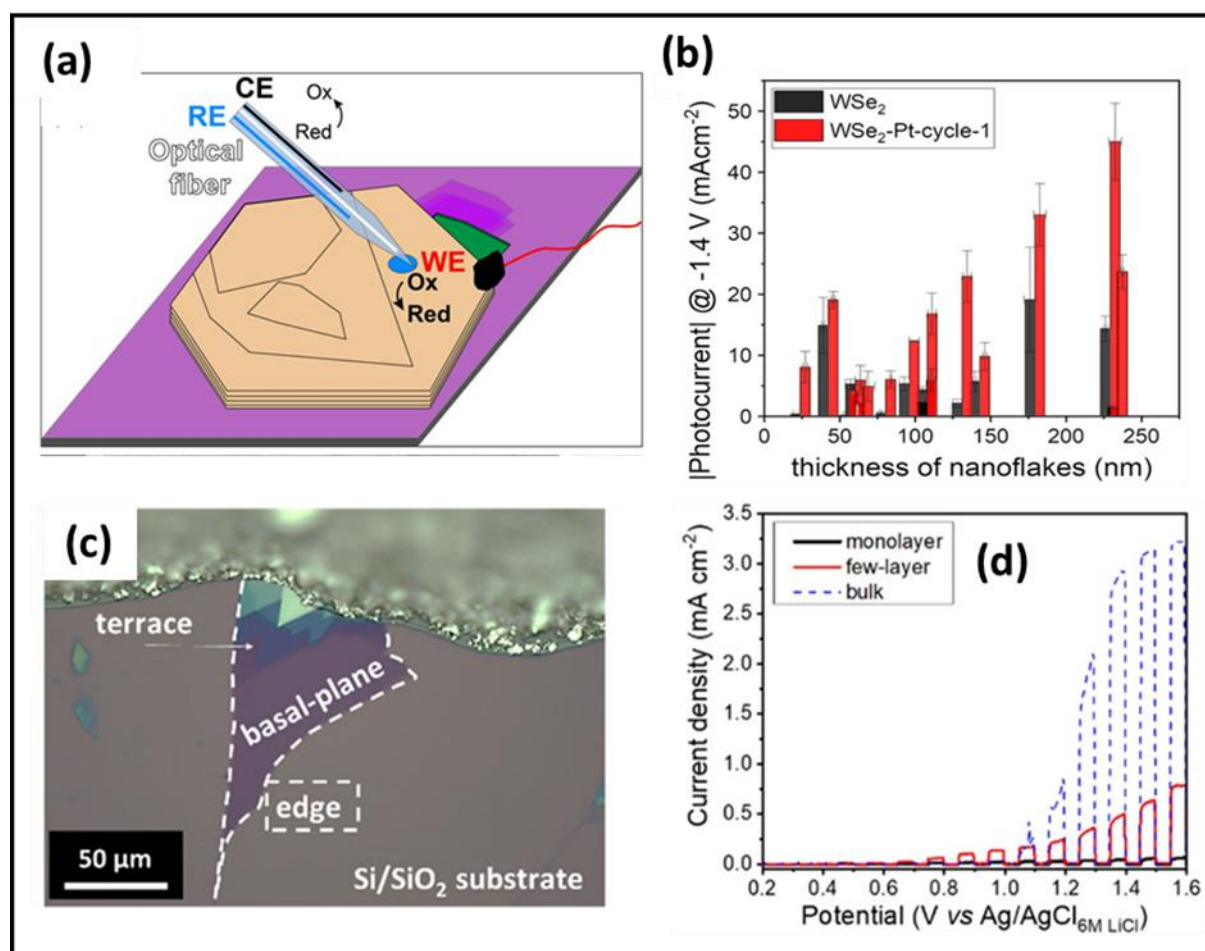 (a)
CE
Ox
RE
Red
Optical
fiber
WE
Ox
Red
(b)
WSe₂
WSe₂-Pt-cycle-1
|Photocurrent| @ -1.4 V (mAcm⁻²)
50
40
30
20
10
0
0 50 100 150 200 250
thickness of nanoflakes (nm)
(c)
terrace
basal-plane
edge
50 μm
Si/SiO₂ substrate
(d)
monolayer
few-layer
bulk
Current density (mA cm⁻²)
3.5
3.0
2.5
2.0
1.5
1.0
0.5
0.0
0.2 0.4 0.6 0.8 1.0 1.2 1.4 1.6
Potential (V vs Ag/AgCl₆M LiCl)